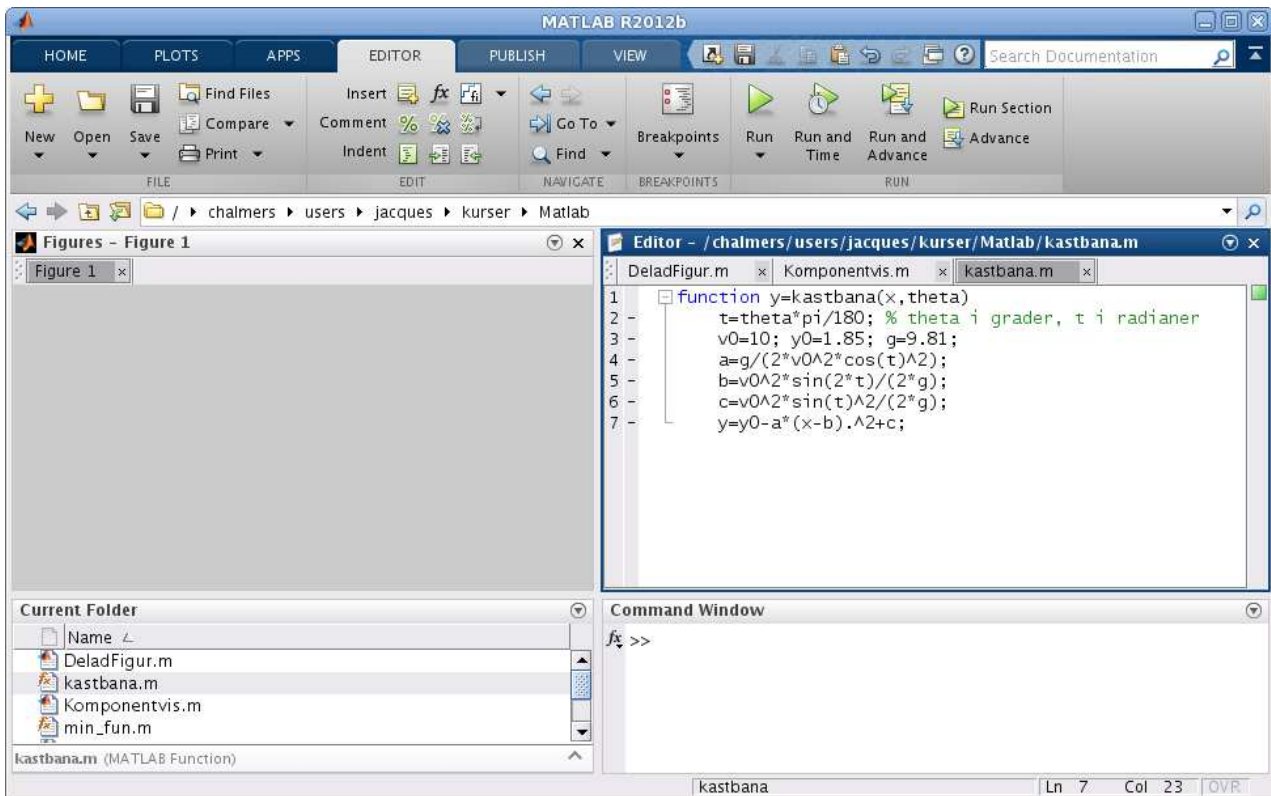 MATLAB R2012b
HOME PLOTS APPS EDITOR PUBLISH VIEW Search Documentation
New Open Save Find Files Compare Print
FILE
Insert fx fi
Comment %
Indent
EDIT
Go To
Find
NAVIGATE
Breakpoints
BREAKPOINTS
Run Run and Time Run and Advance Run Section Advance
RUN
/ chalmers users jacques kurser Matlab
Figures - Figure 1
Figure 1
Editor - /chalmers/users/jacques/kurser/Matlab/kastbana.m
DeladFigur.m Komponentvis.m kastbana.m
1 function y=kastbana(x,theta)
2 - t=theta*pi/180; % theta i grader, t i radianer
3 - v0=10; y0=1.85; g=9.81;
4 - a=g/(2*v0^2*cos(t)^2);
5 - b=v0^2*sin(2*t)/(2*g);
6 - c=v0^2*sin(t)^2/(2*g);
7 - y=y0-a*(x-b).^2+c;
Current Folder
Name
DeladFigur.m
kastbana.m
Komponentvis.m
min_fun.m
kastbana.m (MATLAB Function)
Command Window
fx >>
kastbana Ln 7 Col 23 OVR